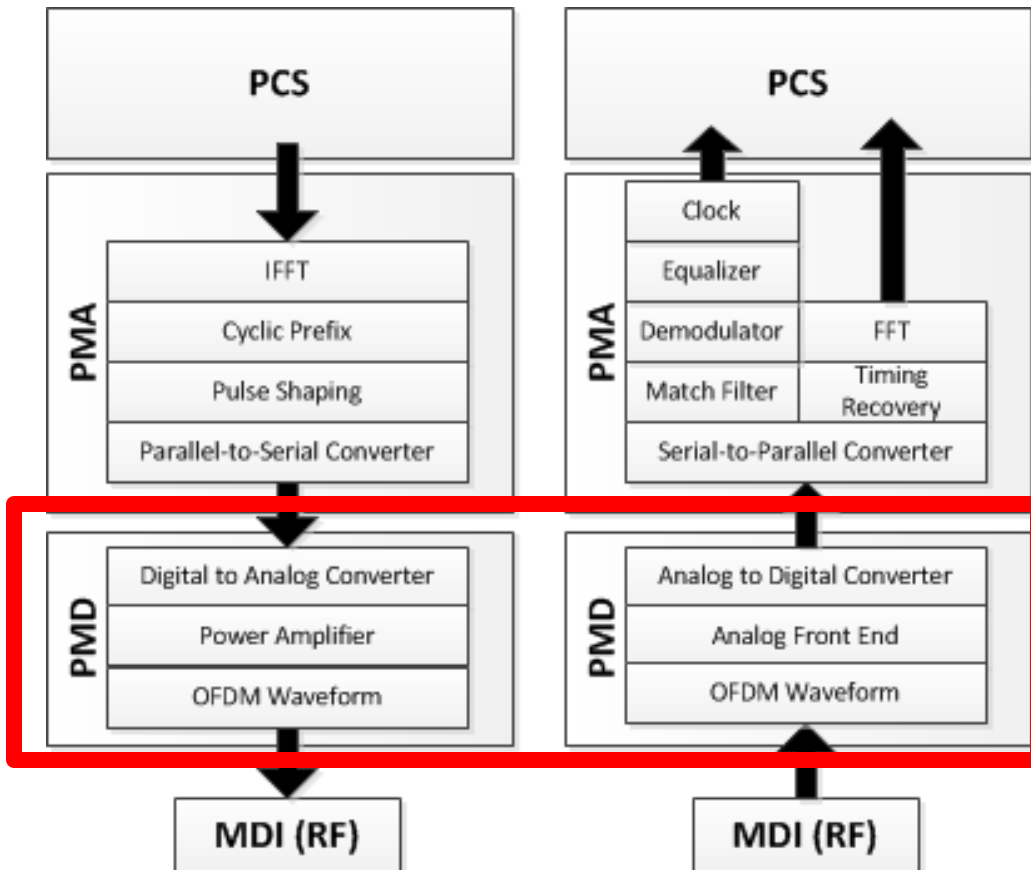 PCS
PMA
IFFT
Cyclic Prefix
Pulse Shaping
Parallel-to-Serial Converter
PMD
Digital to Analog Converter
Power Amplifier
OFDM Waveform
MDI (RF)
PCS
PMA
Clock
Equalizer
Demodulator
Match Filter
FFT
Timing
Recovery
Serial-to-Parallel Converter
PMD
Analog to Digital Converter
Analog Front End
OFDM Waveform
MDI (RF)